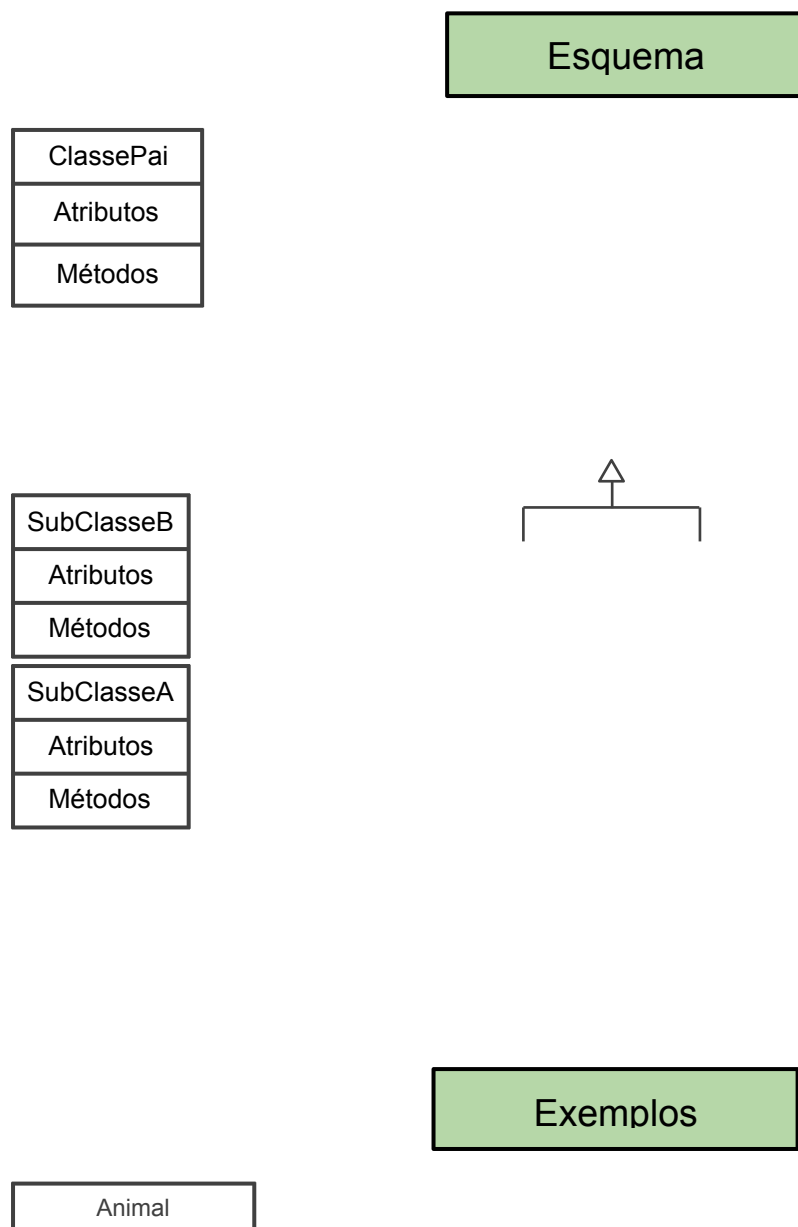 Esquema
ClassePai
Atributos
Métodos
SubClasseB
Atributos
Métodos
SubClasseA
Atributos
Métodos
Exemplos
Animal